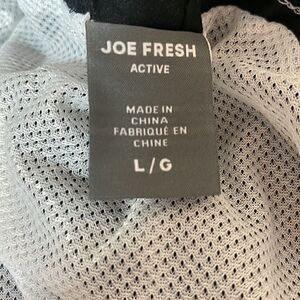 JOE FRESH
ACTIVE
MADE IN
CHINA
FABRIQUÉ EN
CHINE
L/G